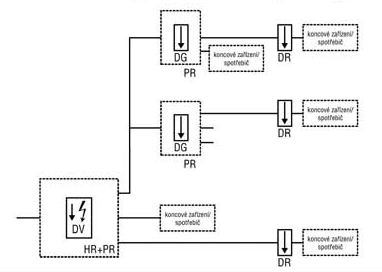 koncové zařízení/
spotřebič
DG
koncové zařízení/
spotřebič
DR
PR
koncové zařízení/
spotřebič
DG
DR
PR
koncové zařízení/
spotřebič
DV
koncové zařízení/
spotřebič
HR+PR
DR